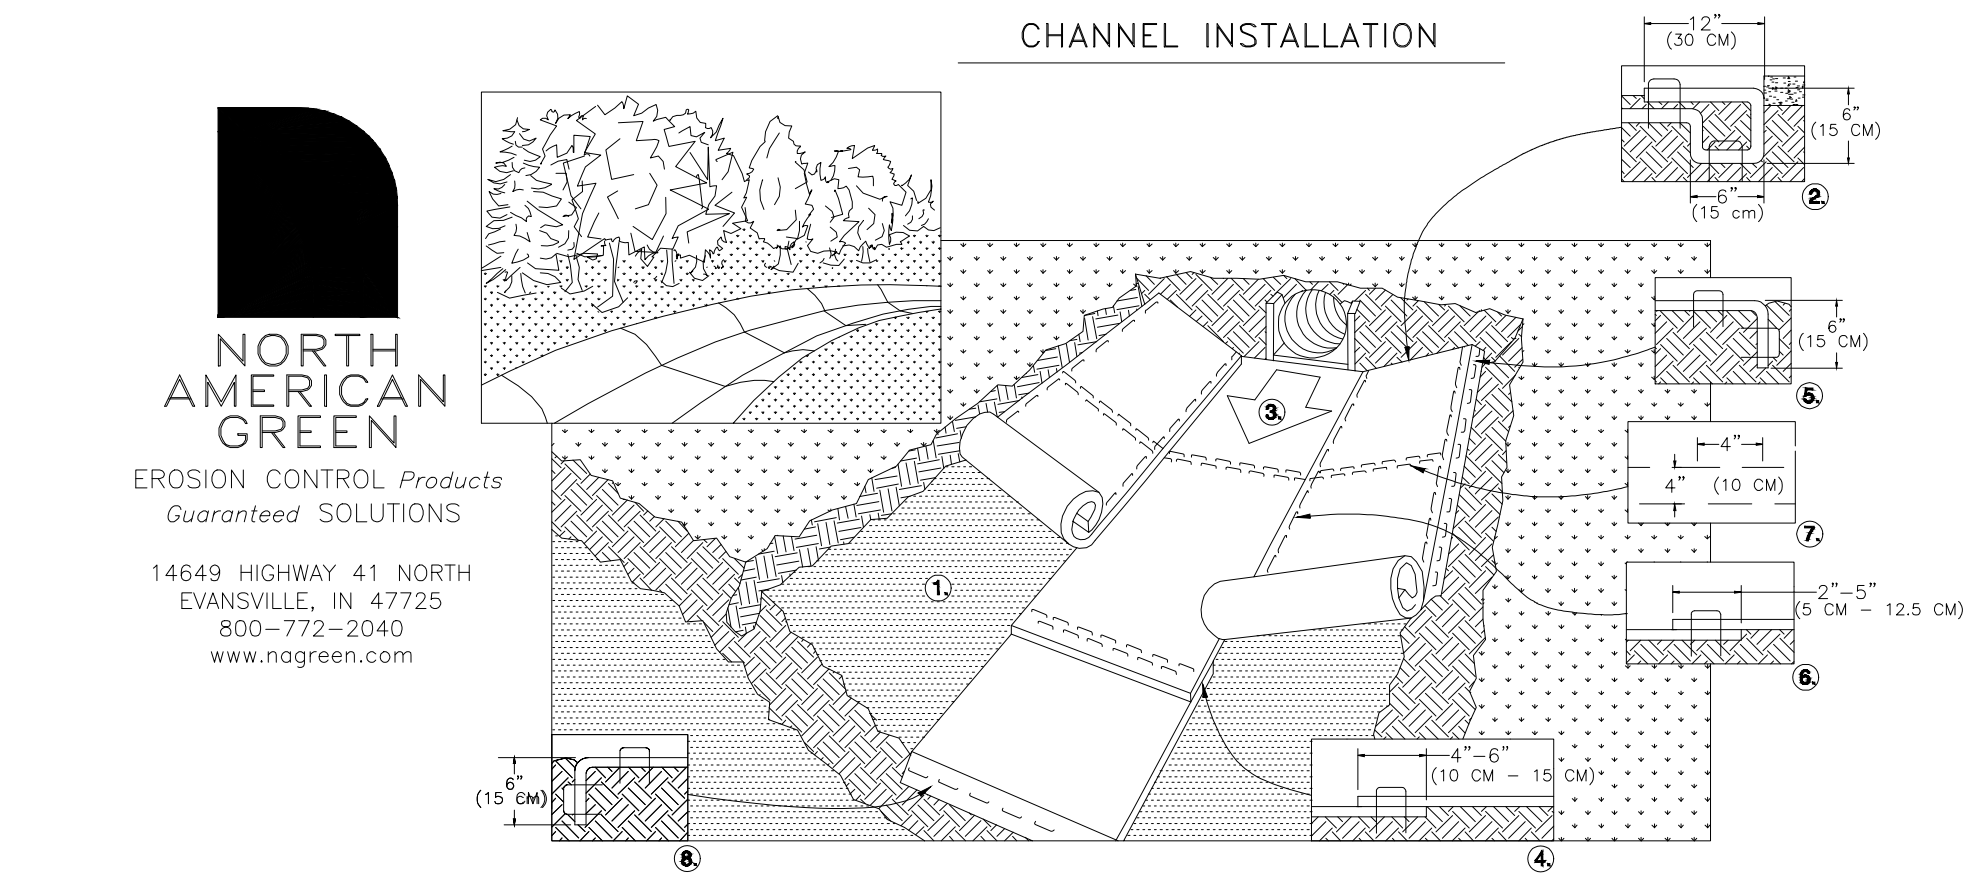 CHANNEL INSTALLATION
NORTH
AMERICAN
GREEN
EROSION CONTROL Products
Guaranteed SOLUTIONS
14649 HIGHWAY 41 NORTH
EVANSVILLE, IN 47725
800-772-2040
www.nagreen.com
12"
(30 CM)
6"
(15 CM)
6"
(15 cm)
2.
6"
(15 CM)
5.
4"
4"
(10 CM)
7.
2"-5"
(5 CM - 12.5 CM)
6.
4"-6"
(10 CM - 15 CM)
4.
3.
1.
6"
(15 cm)
8.